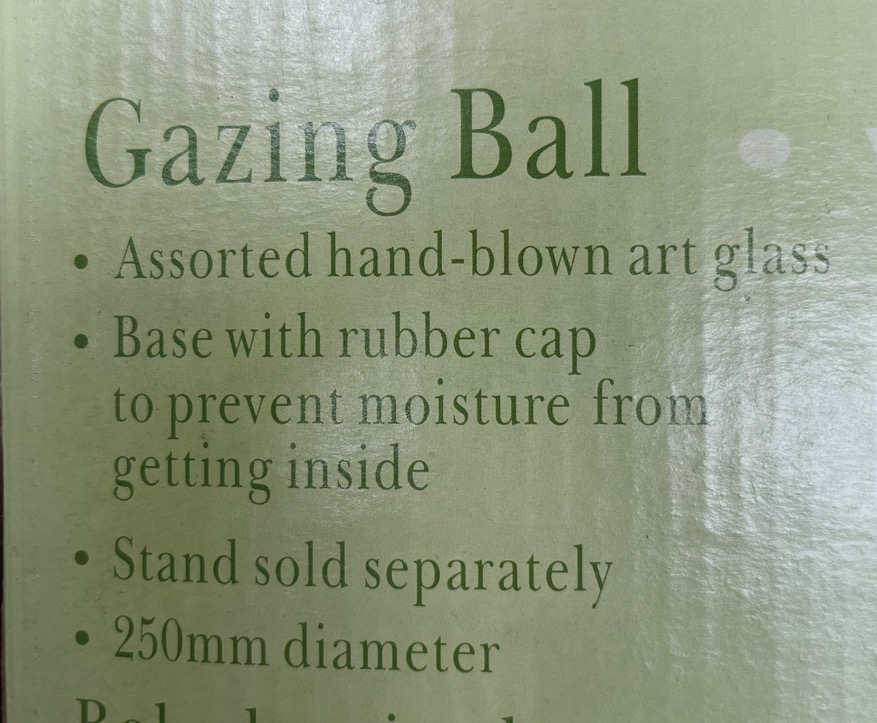 Gazing Ball
• Assorted hand-blown art glass
• Base with rubber cap
to prevent moisture from
getting inside
• Stand sold separately
• 250mm diameter